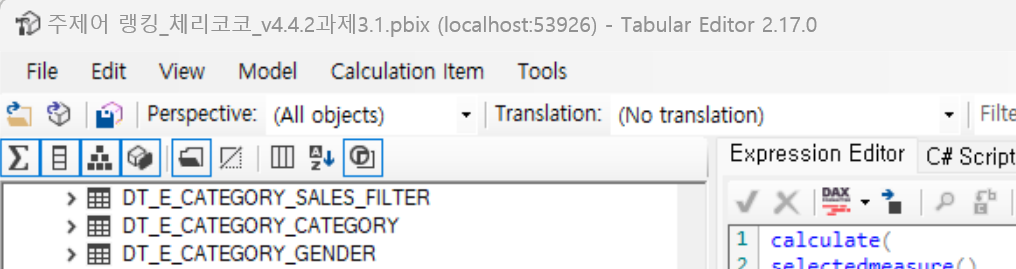 주제어 랭킹_체리코코_v4.4.2과제3.1.pbix (localhost:53926) - Tabular Editor 2.17.0
File Edit View Model Calculation Item Tools
Perspective: (All objects) Translation: (No translation) Filte
Expression Editor C# Script
DT_E_CATEGORY_SALES_FILTER
DT_E_CATEGORY_CATEGORY
DT_E_CATEGORY_GENDER
DAX
1 calculate(
2 selectedmeasure()